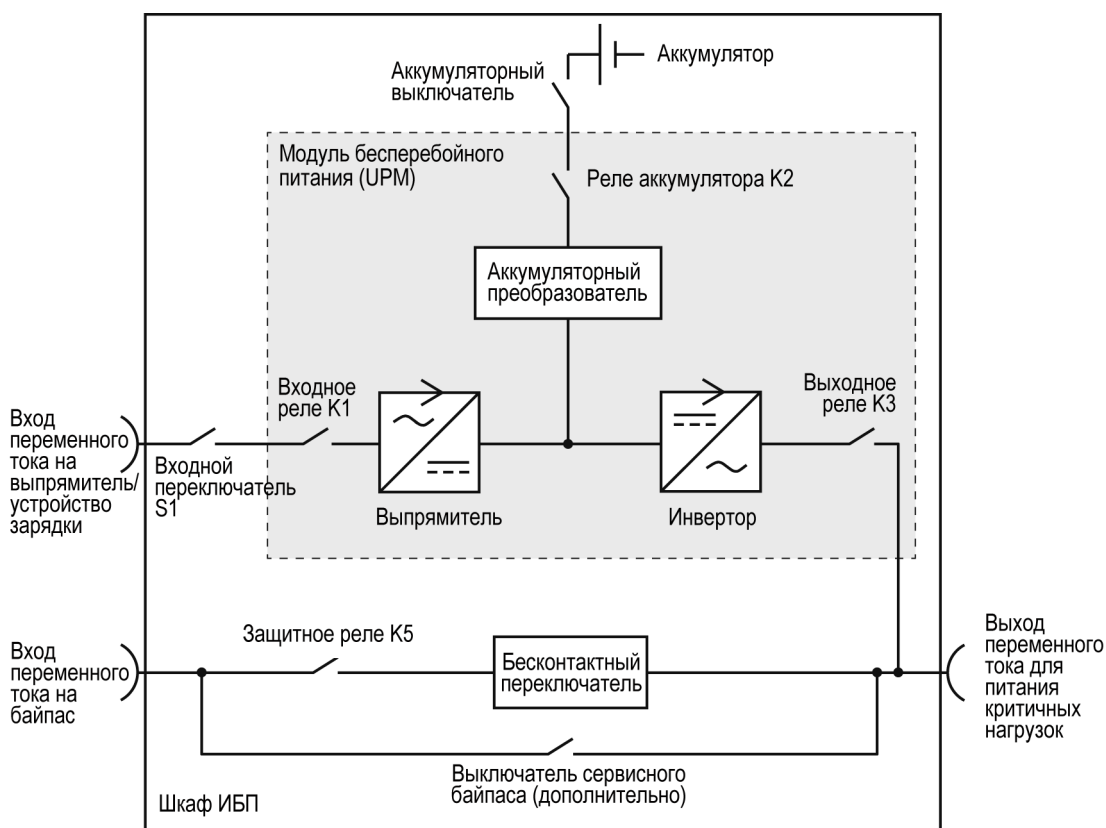 Аккумулятор
Аккумуляторный
выключатель
Модуль бесперебойного
питания (UPM)
Реле аккумулятора K2
Аккумуляторный
преобразователь
Входное
реле K1
Выходное
реле K3
Вход
переменного
тока на
выпрямитель/
устройство
зарядки
Входной
переключатель
S1
Выпрямитель
Инвертор
Защитное реле K5
Бесконтактный
переключатель
Вход
переменного
тока на
байпас
Выход
переменного
тока для
питания
критичных
нагрузок
Выключатель сервисного
байпаса (дополнительно)
Шкаф ИБП